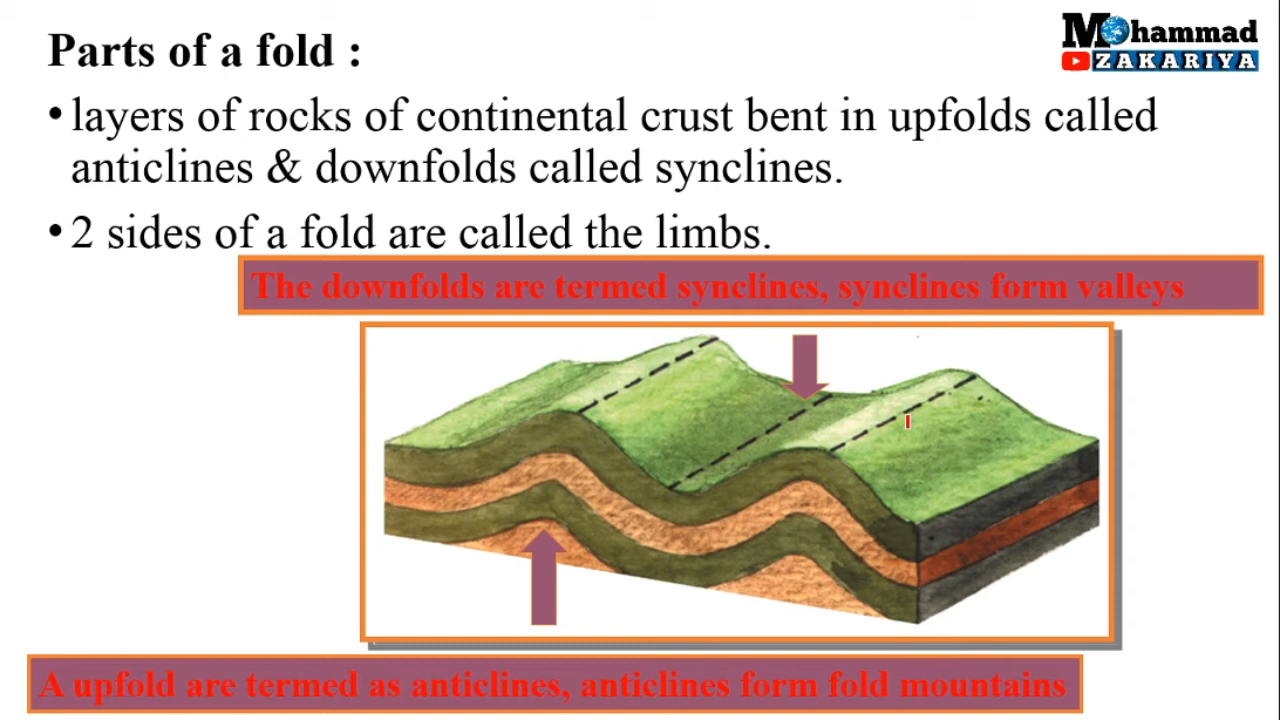 Mohammad
ZAKARIYA
Parts of a fold :
•layers of rocks of continental crust bent in upfolds called
anticlines & downfolds called synclines.
•2 sides of a fold are called the limbs.
The downfolds are termed synclines, synclines form valleys
A upfold are termed as anticlines, anticlines form fold mountains